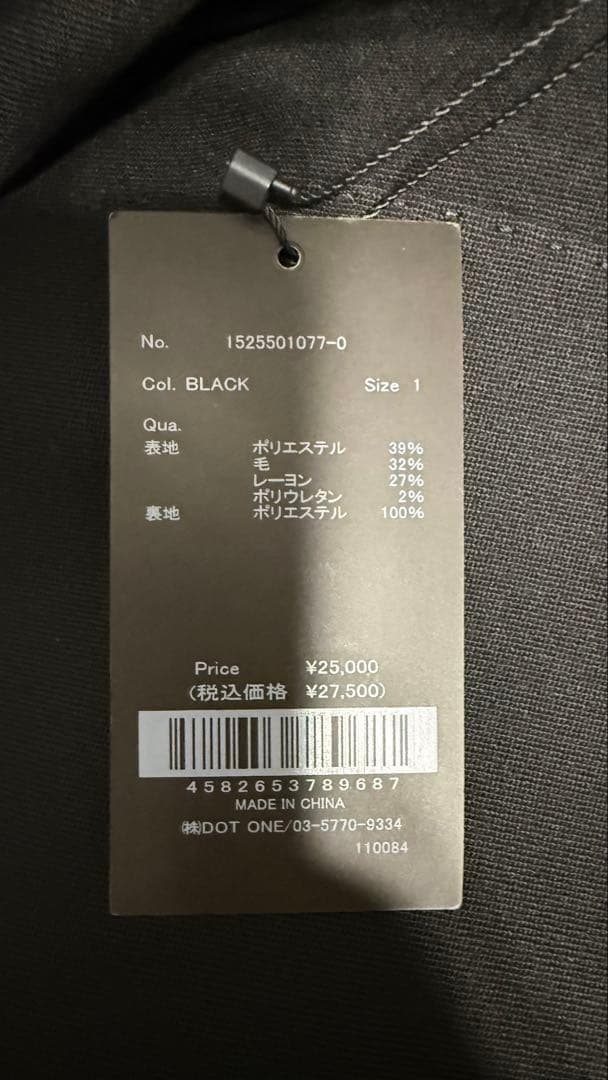 No. 1525501077-0
Col. BLACK Size 1
Qua.
表地 ポリエステル 39%
毛 32%
レーヨン 27%
ポリウレタン 2%
裏地 ポリエステル 100%
Price ¥25,000
(税込価格 ¥27,500)
4582653789687
MADE IN CHINA
㈱DOT ONE/03-5770-9334
110084